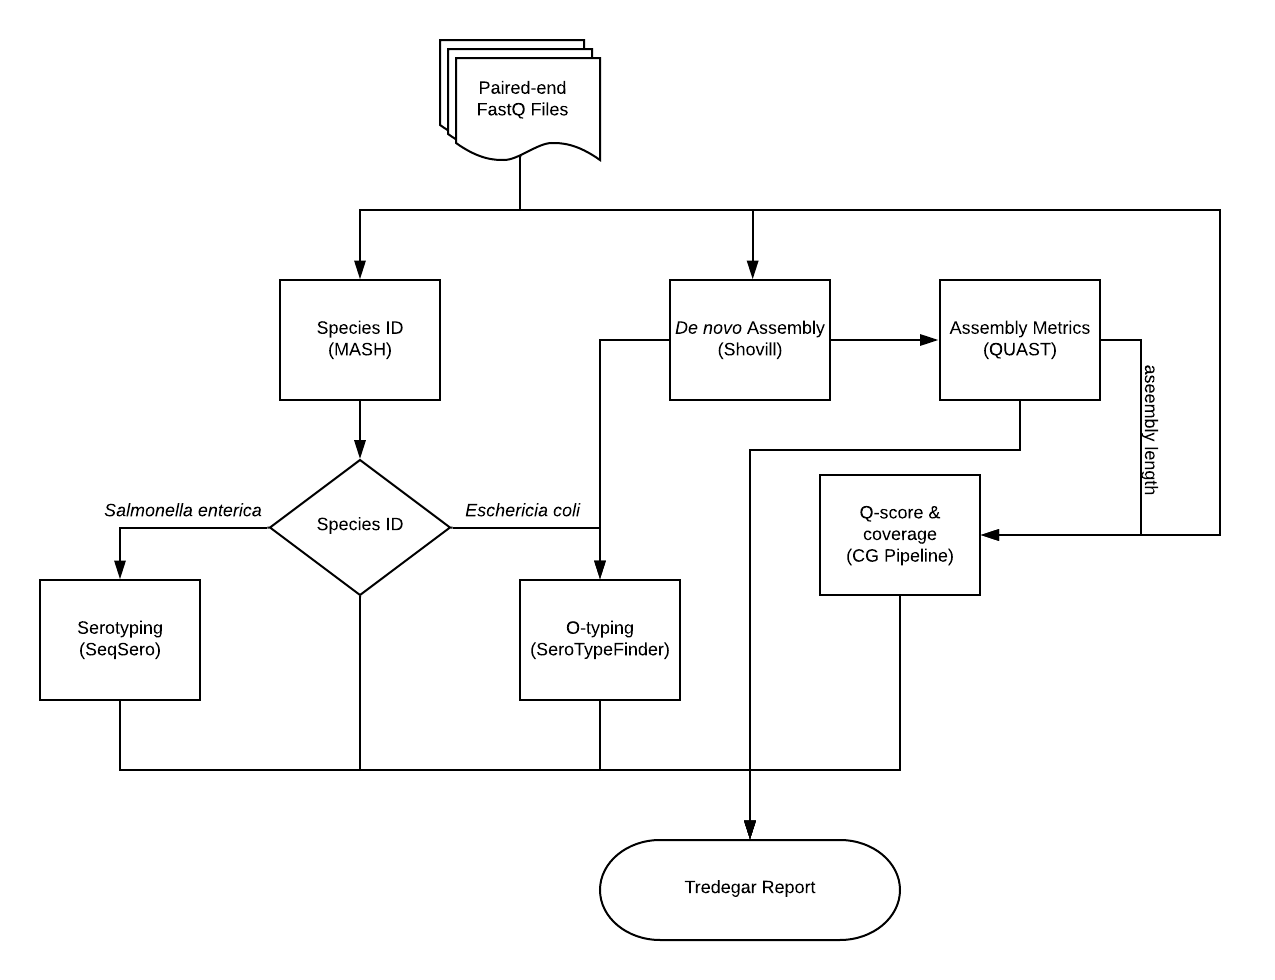 Paired-end
FastQ Files
Species ID
(MASH)
De novo Assembly
(Shovill)
Assembly Metrics
(QUAST)
aseembly length
Salmonella enterica
Species ID
Eschericia coli
Q-score &
coverage
(CG Pipeline)
Serotyping
(SeqSero)
O-typing
(SeroTypeFinder)
Tredegar Report